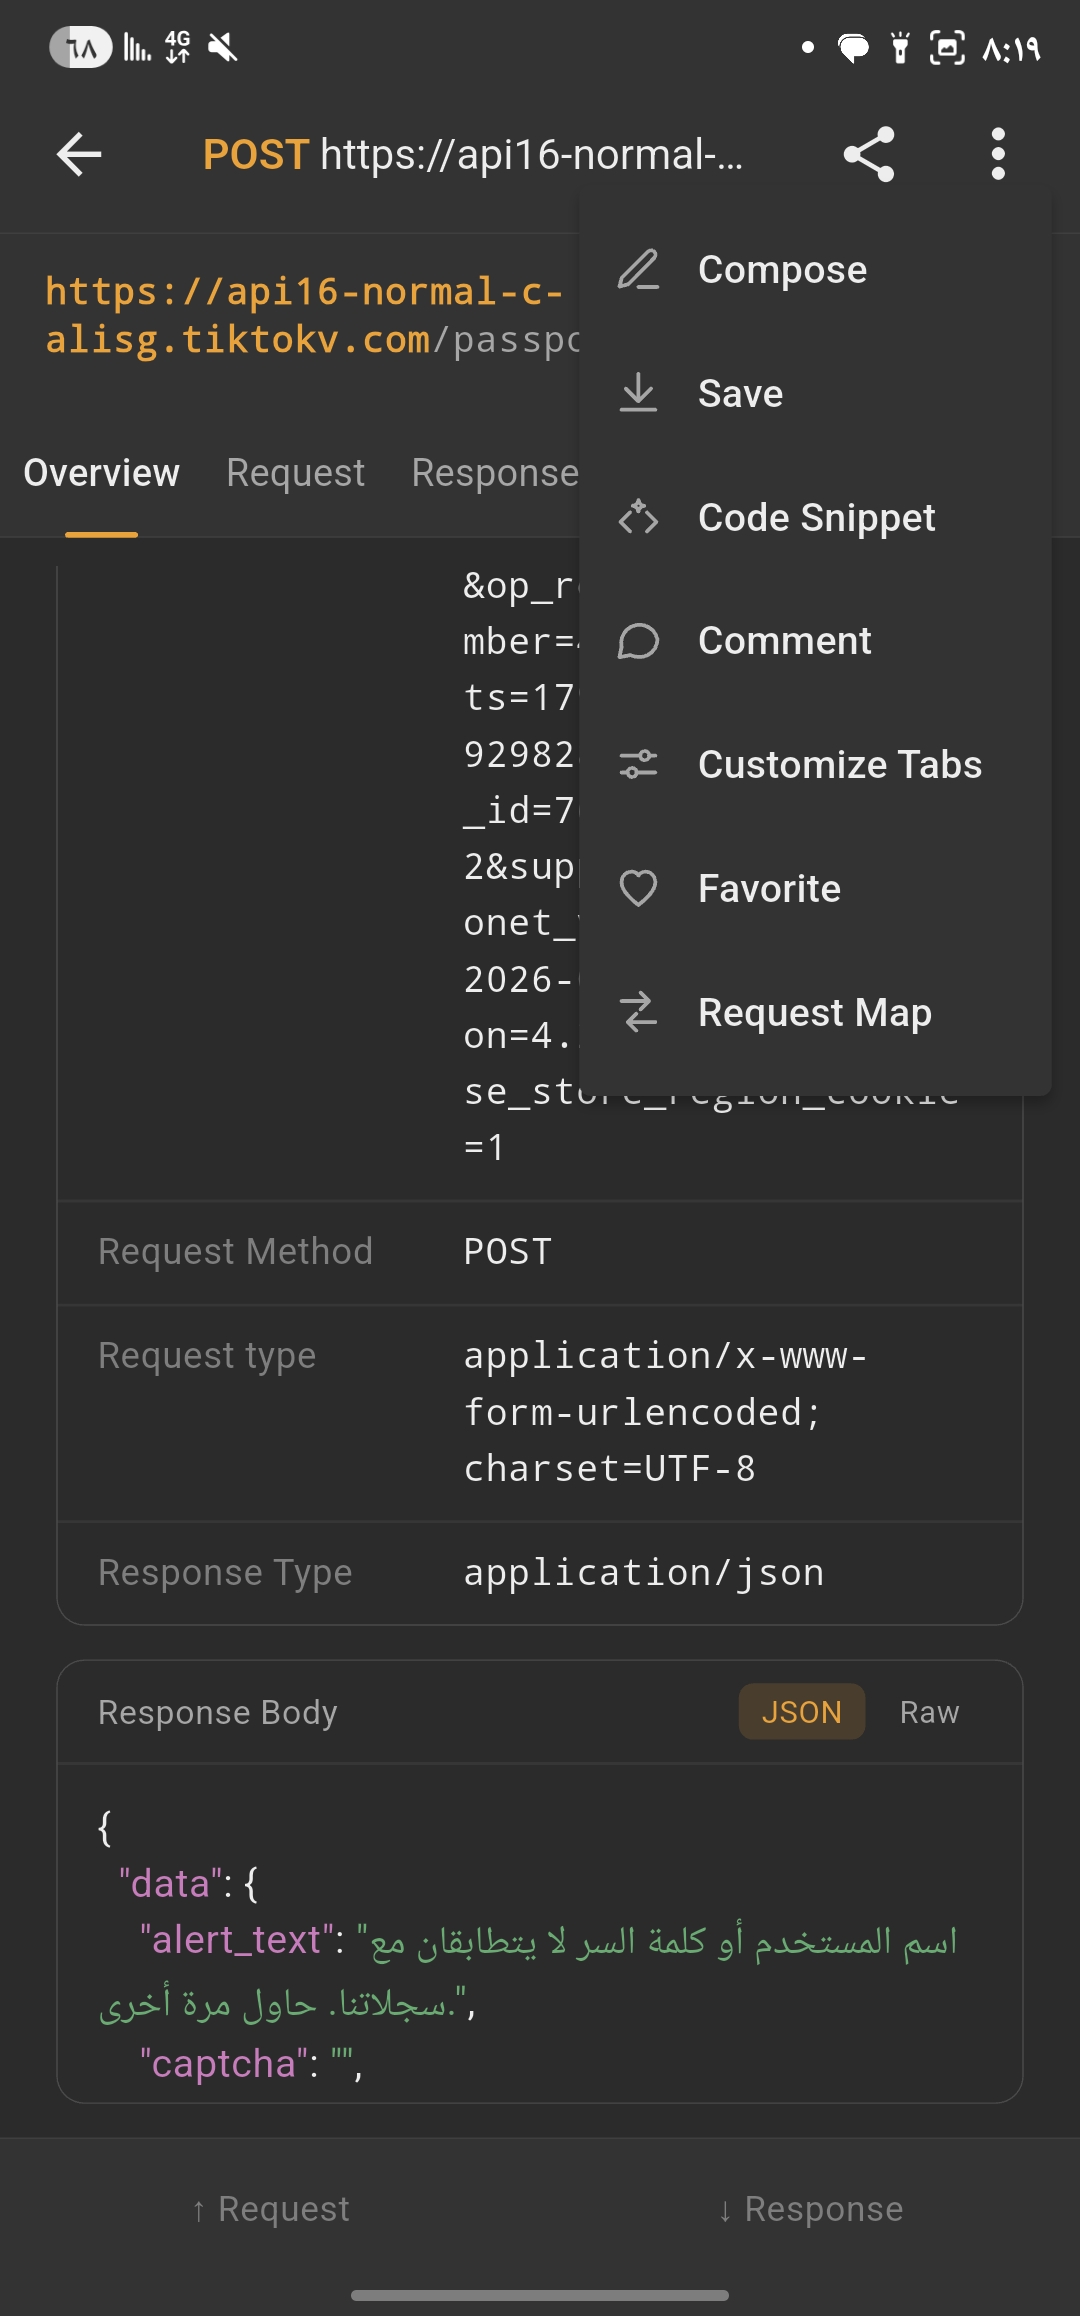 ٦٨ 4G ٨:١٩
POST https://api16-normal-...
https://api16-normal-c-
alisg.tiktokv.com/passpo
Overview Request Response
Compose
Save
Code Snippet
Comment
Customize Tabs
Favorite
Request Map
&op_r
mber=
ts=17
92982
_id=7
2&sup
onet_
2026-
on=4.
se_store_region_cookie
=1
Request Method POST
Request type application/x-www-
form-urlencoded;
charset=UTF-8
Response Type application/json
Response Body JSON Raw
{
"data": {
"alert_text": "اسم المستخدم أو كلمة السر لا يتطابقان مع
سجلاتنا. حاول مرة أخرى.",
"captcha": "",
↑ Request ↓ Response